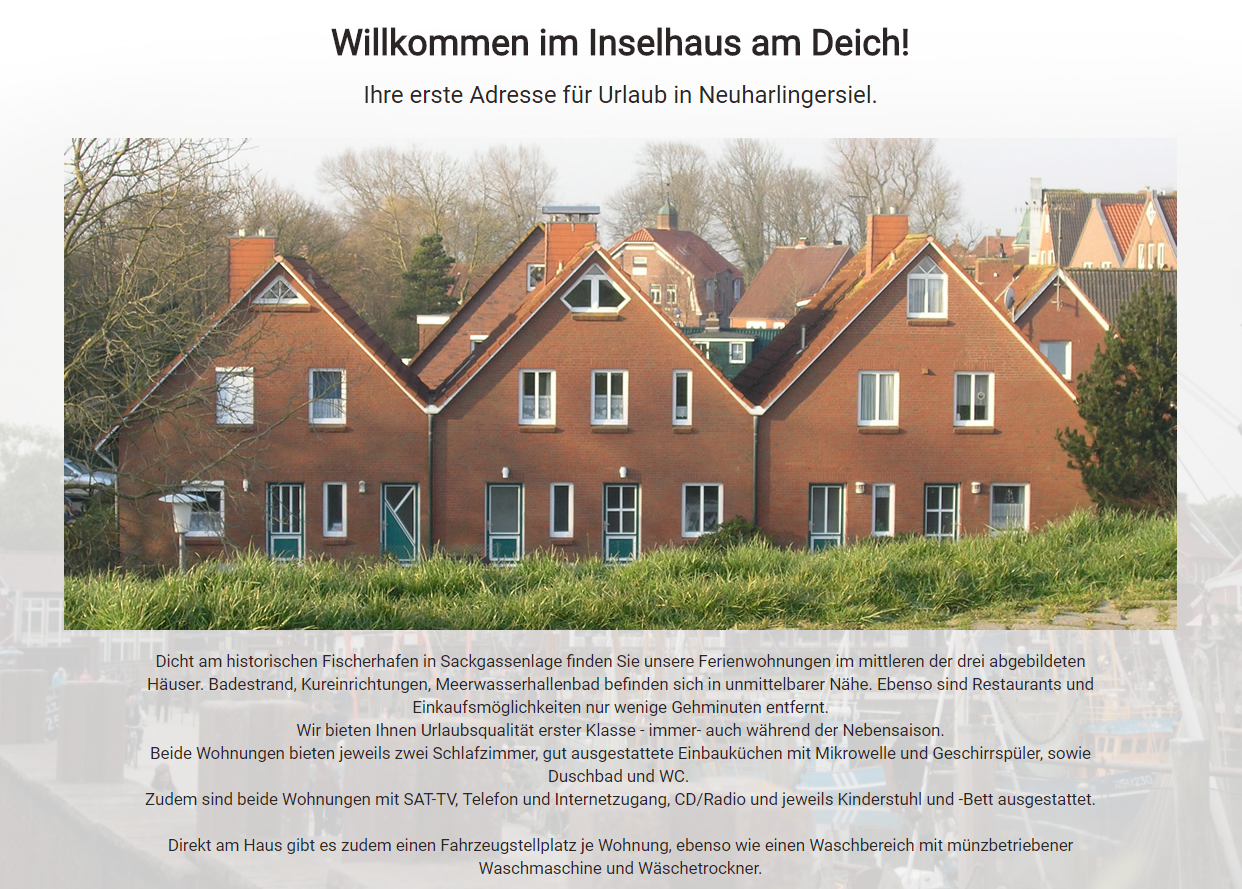 Willkommen im Inselhaus am Deich!
Ihre erste Adresse für Urlaub in Neuharlingersiel.
Dicht am historischen Fischerhafen in Sackgassenlage finden Sie unsere Ferienwohnungen im mittleren der drei abgebildeten
Häuser. Badestrand, Kureinrichtungen, Meerwasserhallenbad befinden sich in unmittelbarer Nähe. Ebenso sind Restaurants und
Einkaufsmöglichkeiten nur wenige Gehminuten entfernt.
Wir bieten Ihnen Urlaubsqualität erster Klasse - immer- auch während der Nebensaison.
Beide Wohnungen bieten jeweils zwei Schlafzimmer, gut ausgestattete Einbauküchen mit Mikrowelle und Geschirrspüler, sowie
Duschbad und WC.
Zudem sind beide Wohnungen mit SAT-TV, Telefon und Internetzugang, CD/Radio und jeweils Kinderstuhl und -Bett ausgestattet.
Direkt am Haus gibt es zudem einen Fahrzeugstellplatz je Wohnung, ebenso wie einen Waschbereich mit münzbetriebener
Waschmaschine und Wäschetrockner.